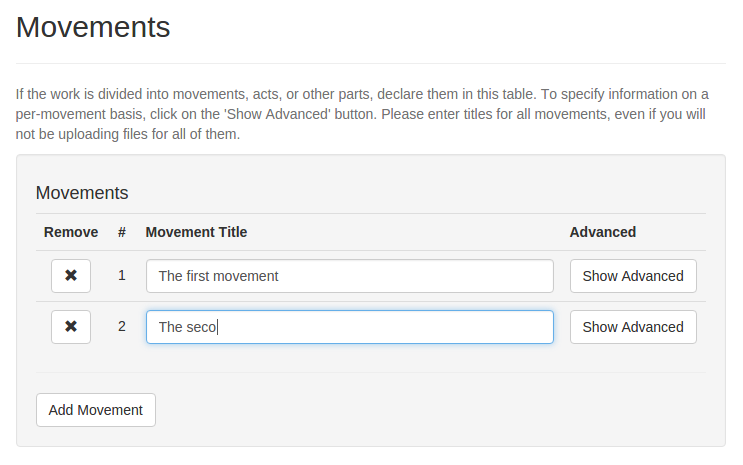 Movements
If the work is divided into movements, acts, or other parts, declare them in this table. To specify information on a
per-movement basis, click on the 'Show Advanced' button. Please enter titles for all movements, even if you will
not be uploading files for all of them.
Movements
Remove # Movement Title Advanced
✖ 1 The first movement Show Advanced
✖ 2 The seco Show Advanced
Add Movement